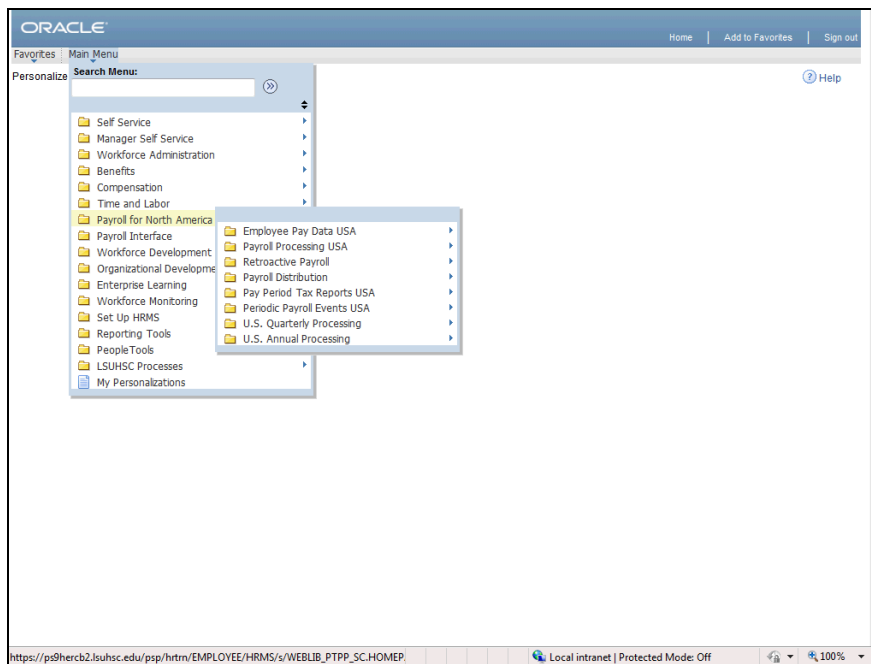 ORACLE
Home | Add to Favorites | Sign out
Favorites Main Menu
Personalize
Search Menu:
Help
Self Service
Manager Self Service
Workforce Administration
Benefits
Compensation
Time and Labor
Payroll for North America
Payroll Interface
Workforce Development
Organizational Developme
Enterprise Learning
Workforce Monitoring
Set Up HRMS
Reporting Tools
PeopleTools
LSUHSC Processes
My Personalizations
Employee Pay Data USA
Payroll Processing USA
Retroactive Payroll
Payroll Distribution
Pay Period Tax Reports USA
Periodic Payroll Events USA
U.S. Quarterly Processing
U.S. Annual Processing
https://ps9hercb2.lsuhsc.edu/psp/hrtrn/EMPLOYEE/HRMS/s/WEBLIB_PTPP_SC.HOMEP. Local intranet | Protected Mode: Off 100%